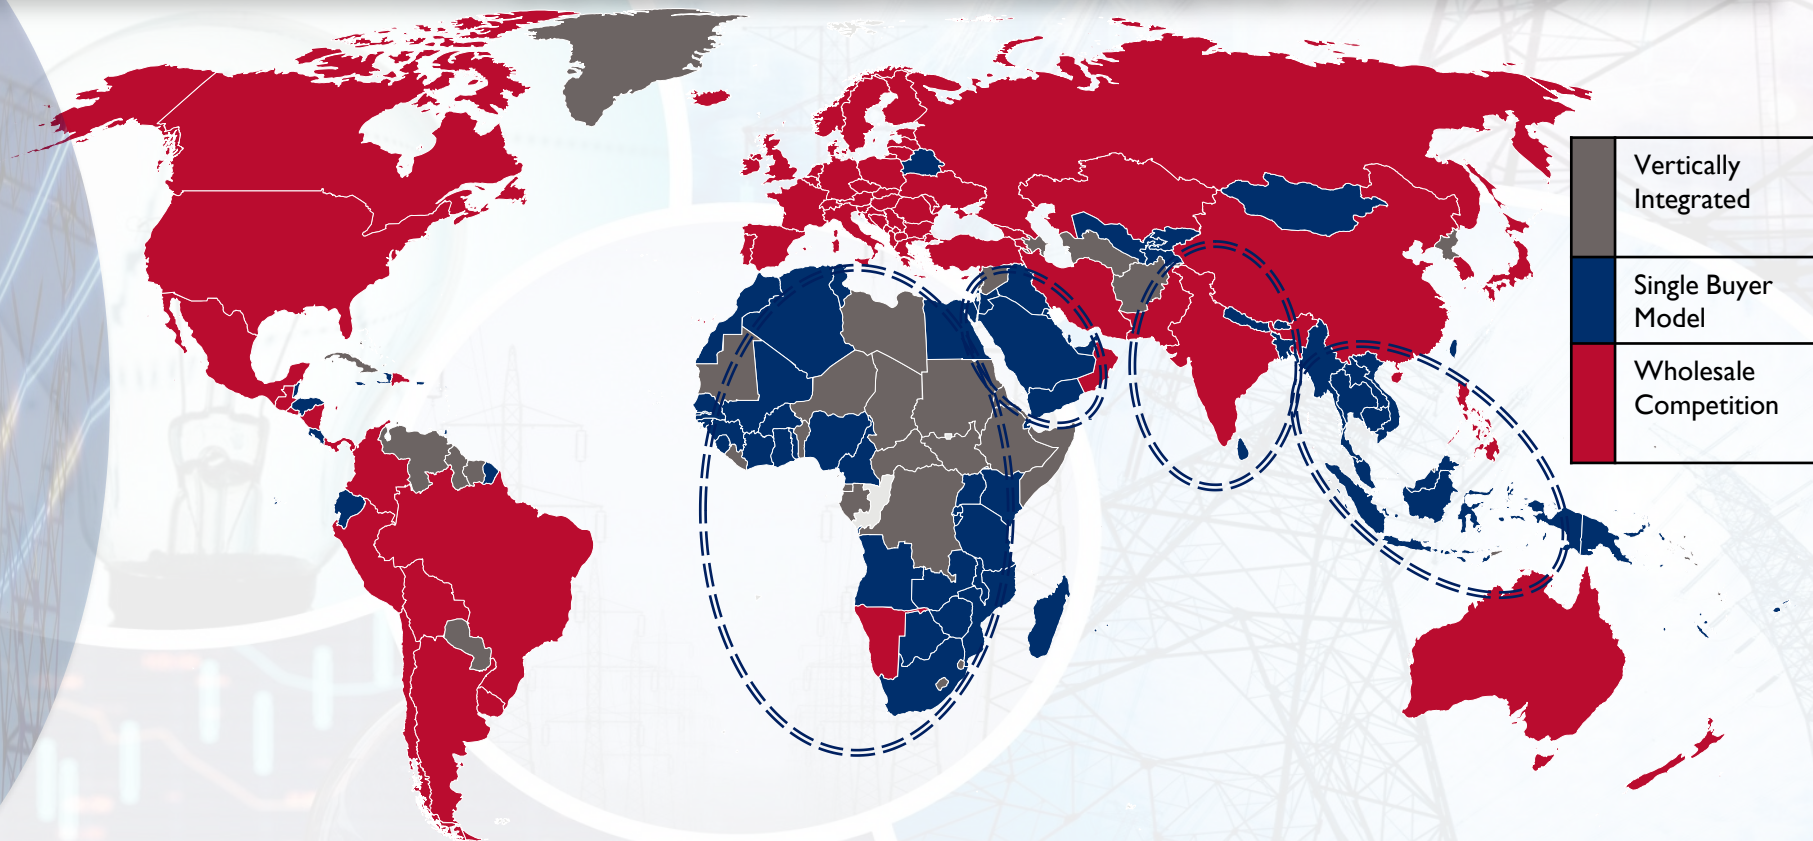 Vertically
Integrated
Single Buyer
Model
Wholesale
Competition